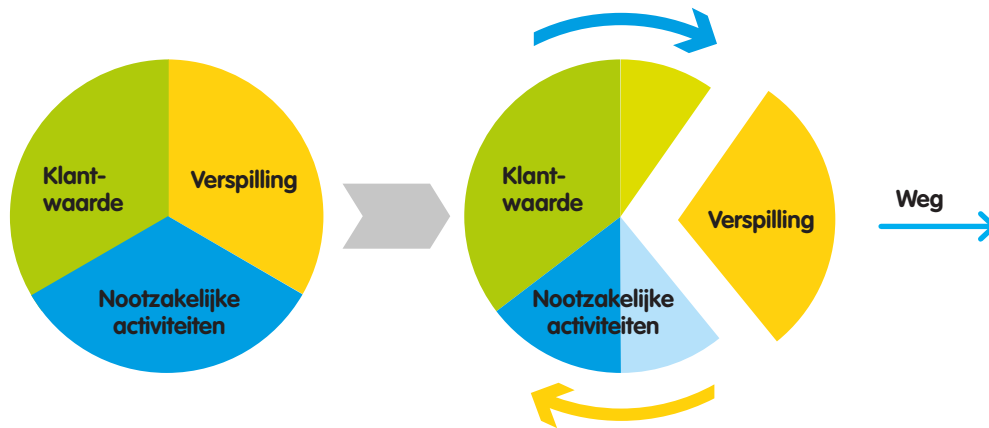 Klant-
waarde
Verspilling
Nootzakelijke
activiteiten
Klant-
waarde
Verspilling
Nootzakelijke
activiteiten
Weg